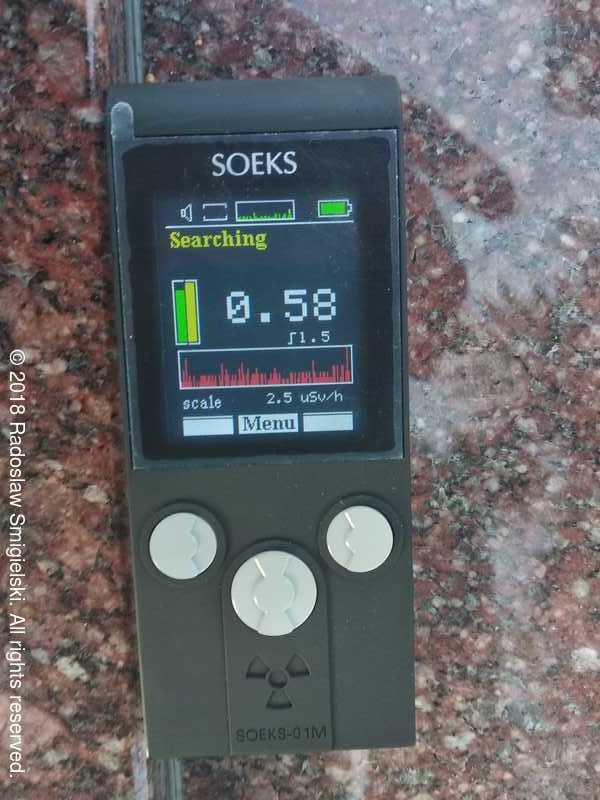 SOEKS
Searching
0.58
∫1.5
scale 2.5 uSv/h
Menu
SOEKS-01M
© 2018 Radoslaw Smigielski. All rights reserved.